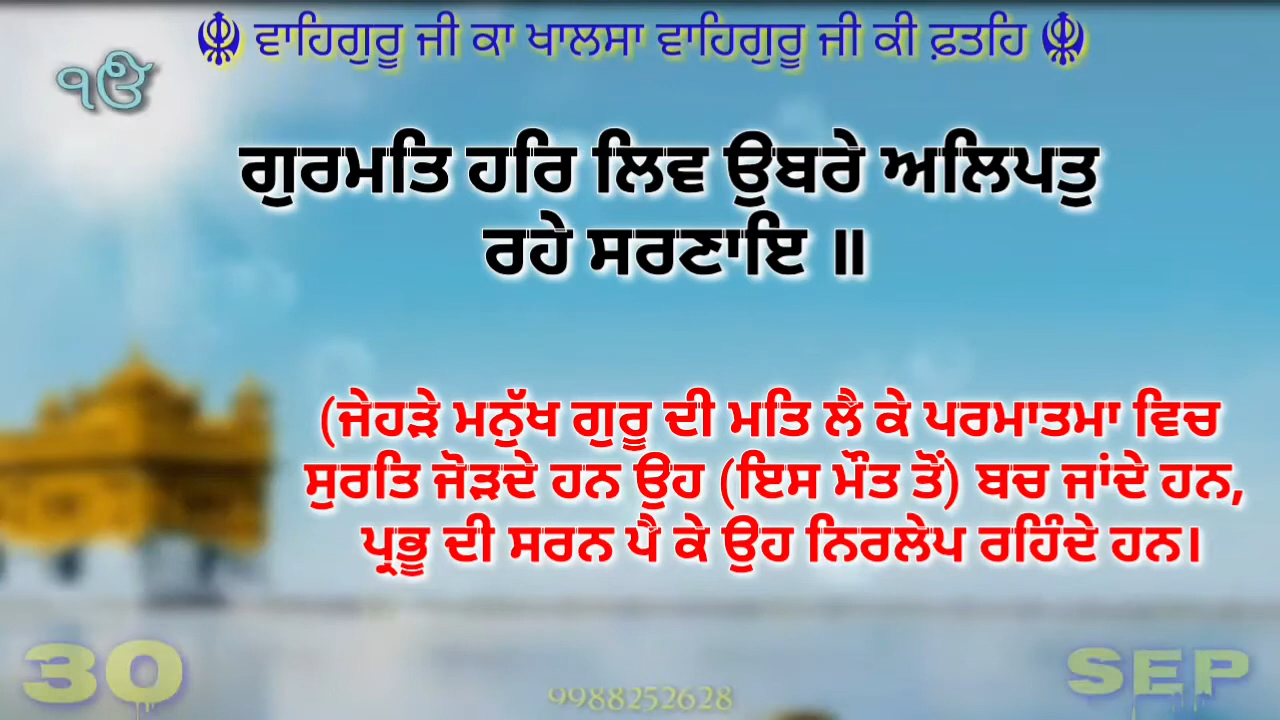 ☬ ਵਾਹਿਗੁਰੂ ਜੀ ਕਾ ਖਾਲਸਾ ਵਾਹਿਗੁਰੂ ਜੀ ਕੀ ਫ਼ਤਹਿ ☬
ੴ
ਗੁਰਮਤਿ ਹਰਿ ਲਿਵ ਉਬਰੇ ਅਲਿਪਤੁ
ਰਹੇ ਸਰਣਾਇ ॥
(ਜੇਹੜੇ ਮਨੁੱਖ ਗੁਰੂ ਦੀ ਮਤਿ ਲੈ ਕੇ ਪਰਮਾਤਮਾ ਵਿਚ
ਸੁਰਤਿ ਜੋੜਦੇ ਹਨ ਉਹ (ਇਸ ਮੌਤ ਤੋਂ) ਬਚ ਜਾਂਦੇ ਹਨ,
ਪ੍ਰਭੂ ਦੀ ਸਰਨ ਪੈ ਕੇ ਉਹ ਨਿਰਲੇਪ ਰਹਿੰਦੇ ਹਨ।
30
9988252628
SEP